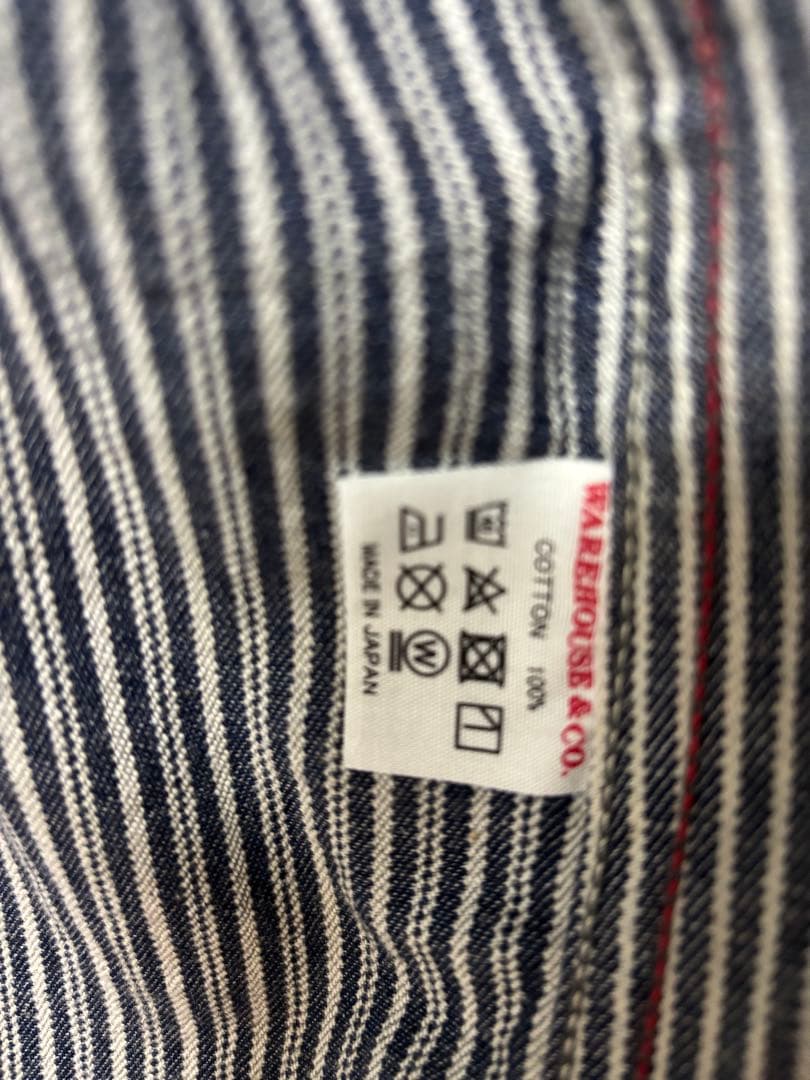 WAREHOUSE & CO.
COTTON 100%
W
MADE IN JAPAN